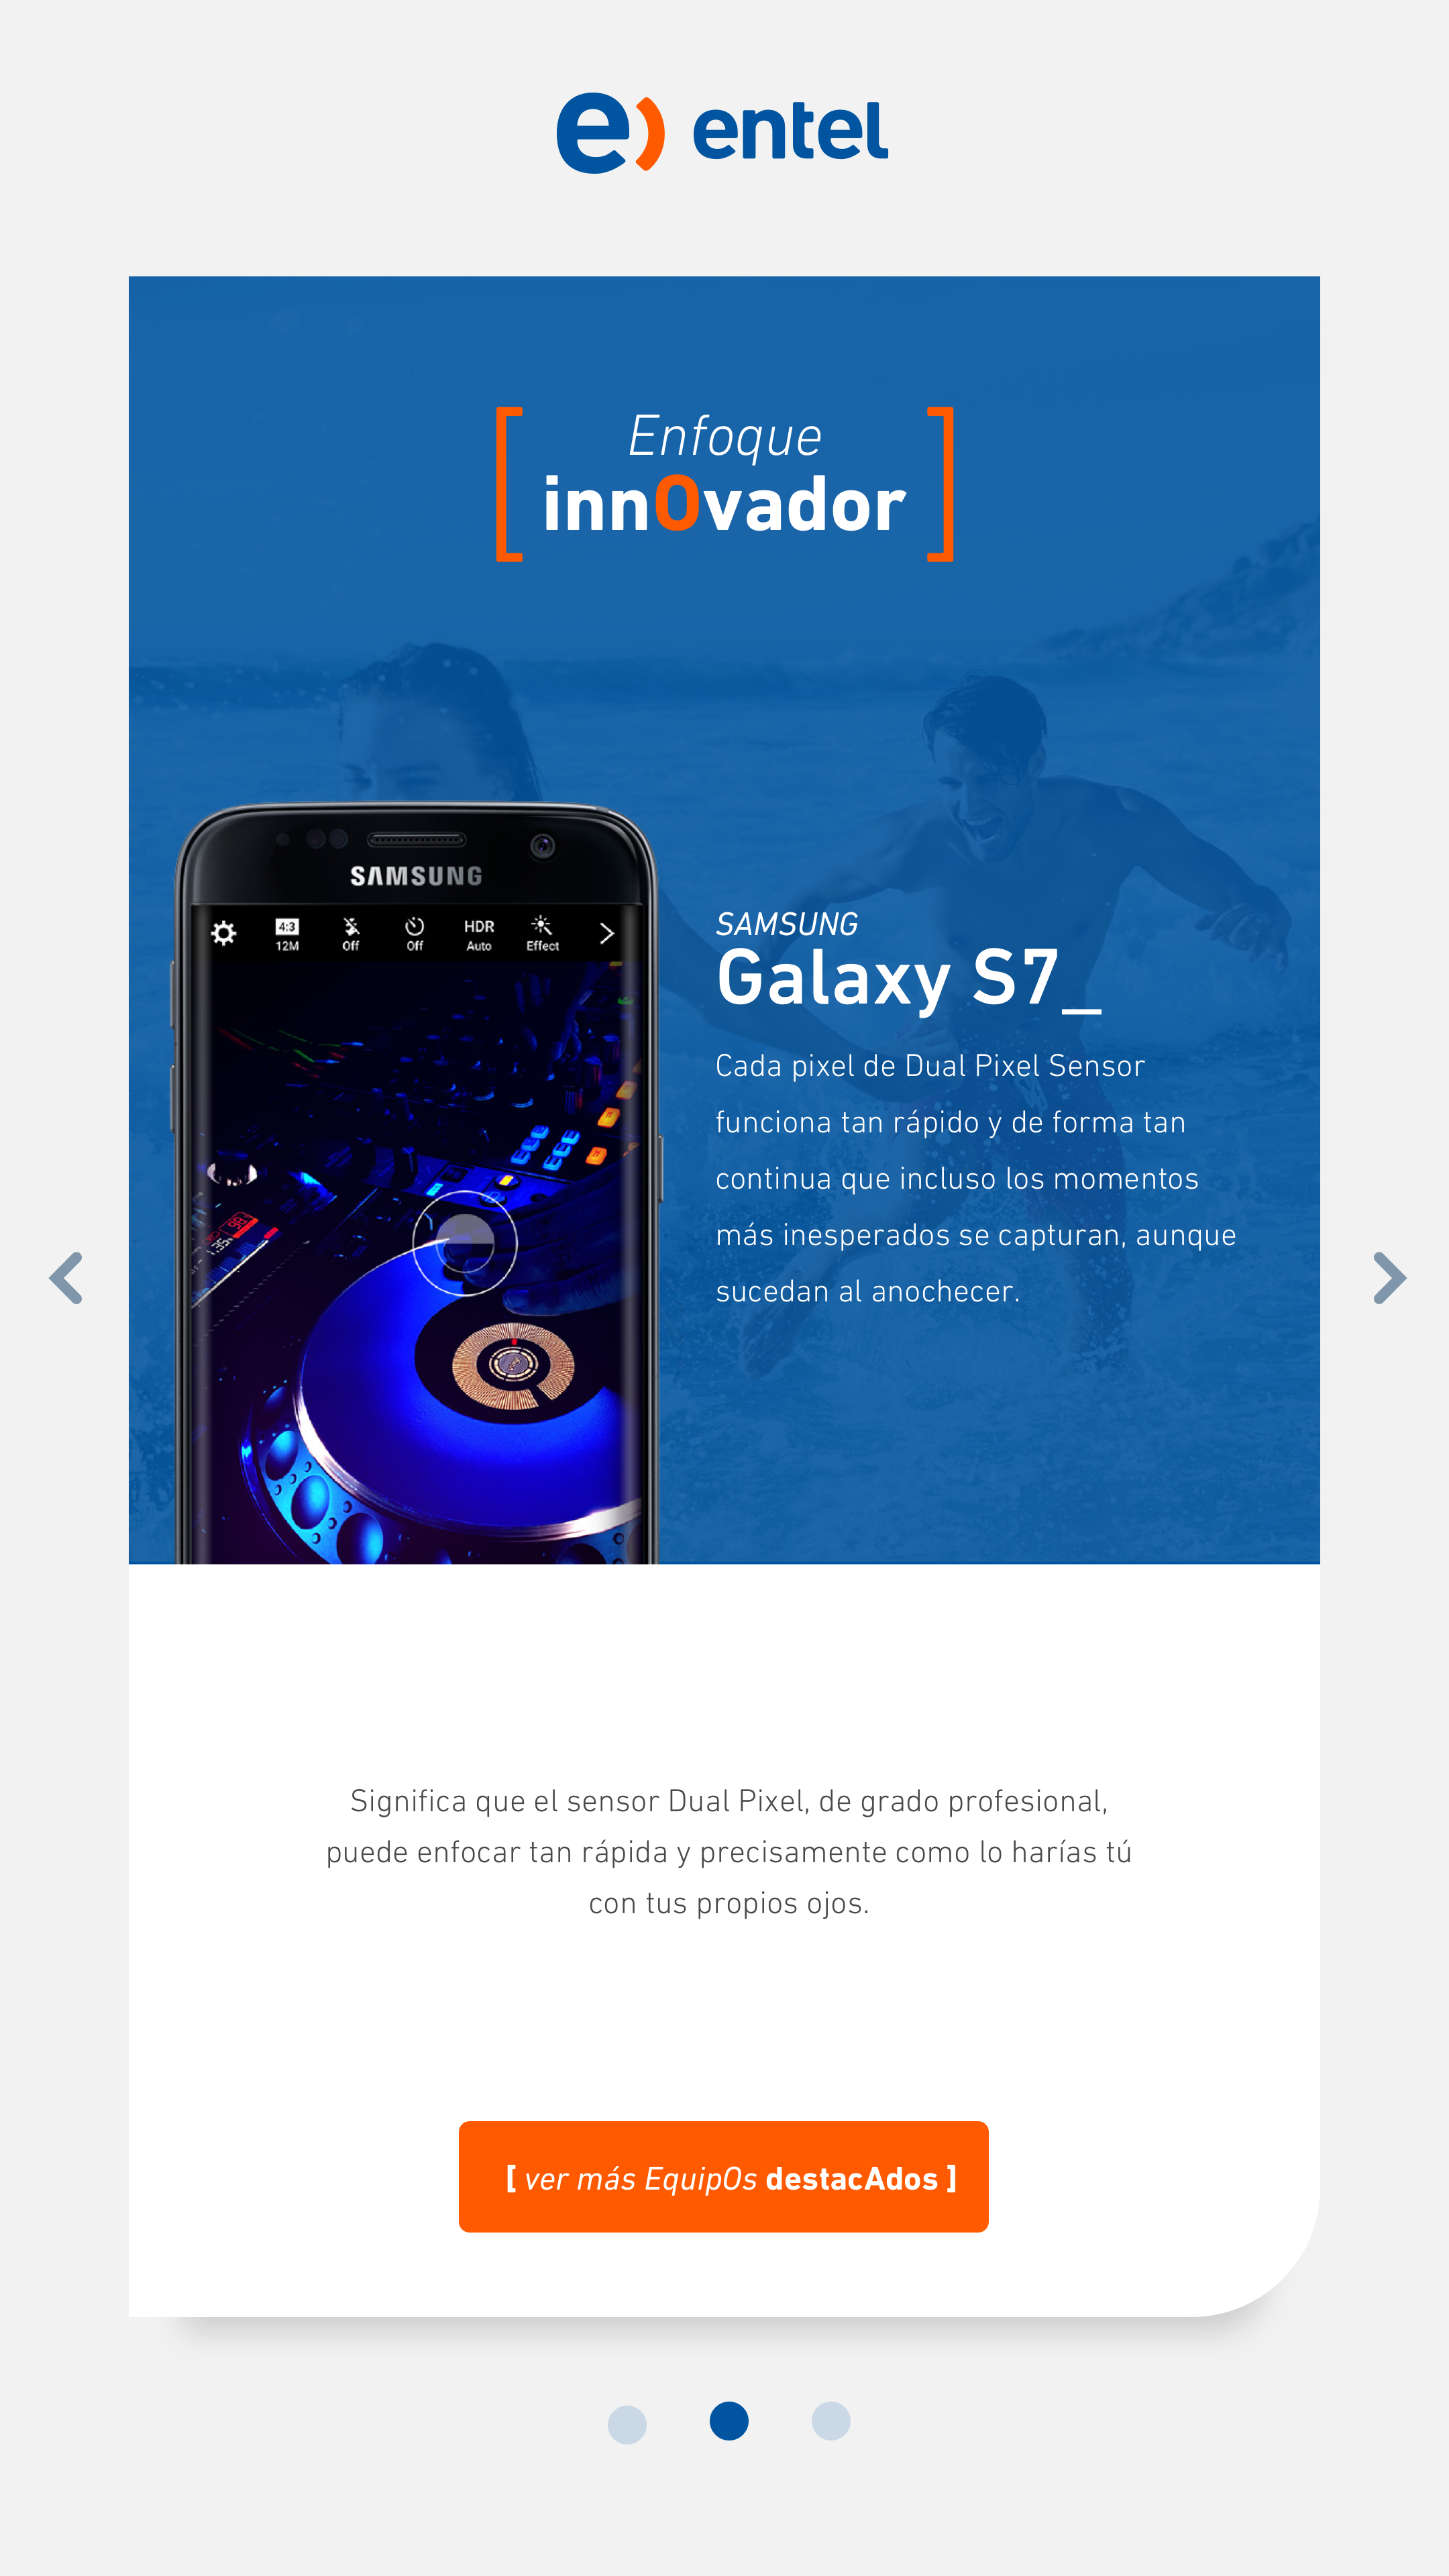 e) entel
[ Enfoque
innOvador ]
SAMSUNG
4:3
HDR
12M Off Off Auto Effect
SAMSUNG
Galaxy S7_
Cada pixel de Dual Pixel Sensor
funciona tan rápido y de forma tan
continua que incluso los momentos
más inesperados se capturan, aunque
sucedan al anochecer.
Significa que el sensor Dual Pixel, de grado profesional,
puede enfocar tan rápida y precisamente como lo harías tú
con tus propios ojos.
[ ver más EquipOs destacAdos ]